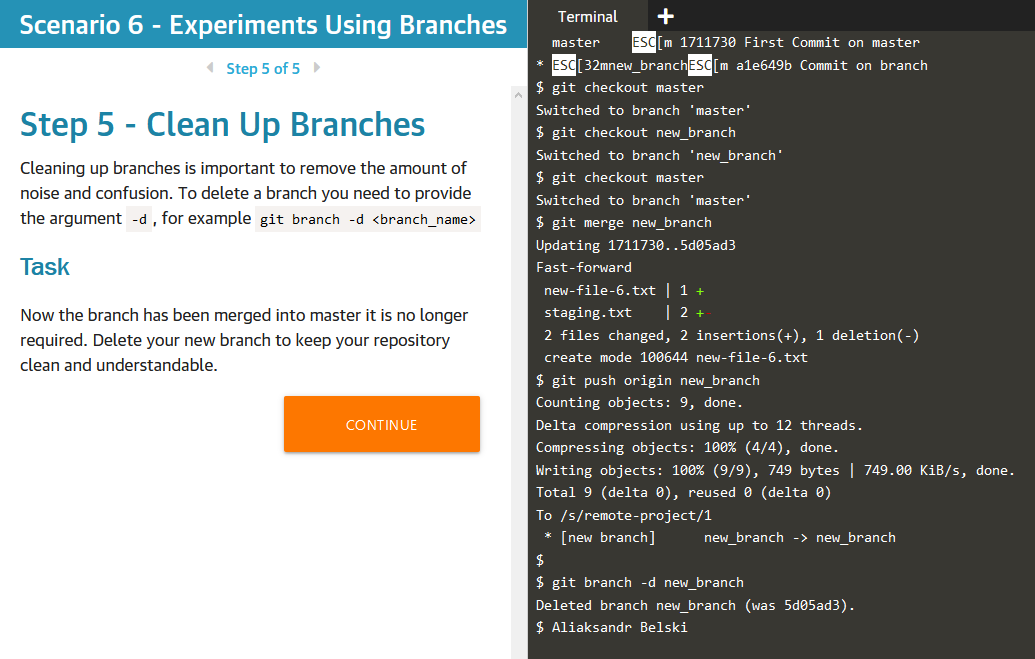 Scenario 6 - Experiments Using Branches
Step 5 of 5
Step 5 - Clean Up Branches
Cleaning up branches is important to remove the amount of
noise and confusion. To delete a branch you need to provide
the argument -d, for example git branch -d <branch_name>
Task
Now the branch has been merged into master it is no longer
required. Delete your new branch to keep your repository
clean and understandable.
CONTINUE
Terminal +
master    ESC[m 1711730 First Commit on master
* ESC[32mnew_branchESC[m a1e649b Commit on branch
$ git checkout master
Switched to branch 'master'
$ git checkout new_branch
Switched to branch 'new_branch'
$ git checkout master
Switched to branch 'master'
$ git merge new_branch
Updating 1711730..5d05ad3
Fast-forward
new-file-6.txt | 1 +
staging.txt    | 2 +
2 files changed, 2 insertions(+), 1 deletion(-)
create mode 100644 new-file-6.txt
$ git push origin new_branch
Counting objects: 9, done.
Delta compression using up to 12 threads.
Compressing objects: 100% (4/4), done.
Writing objects: 100% (9/9), 749 bytes | 749.00 KiB/s, done.
Total 9 (delta 0), reused 0 (delta 0)
To /s/remote-project/1
* [new branch]      new_branch -> new_branch
$
$ git branch -d new_branch
Deleted branch new_branch (was 5d05ad3).
$ Aliaksandr Belski